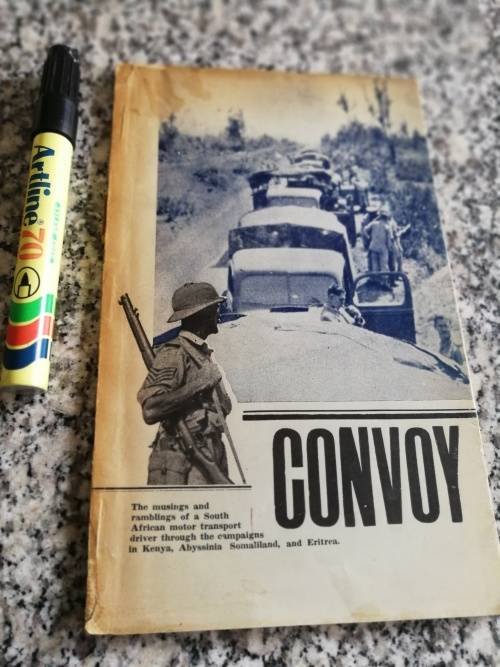 Artline 70
CONVOY
The musings and
ramblings of a South
African motor transport
driver through the campaigns
in Kenya, Abyssinia Somaliland, and Eritrea.